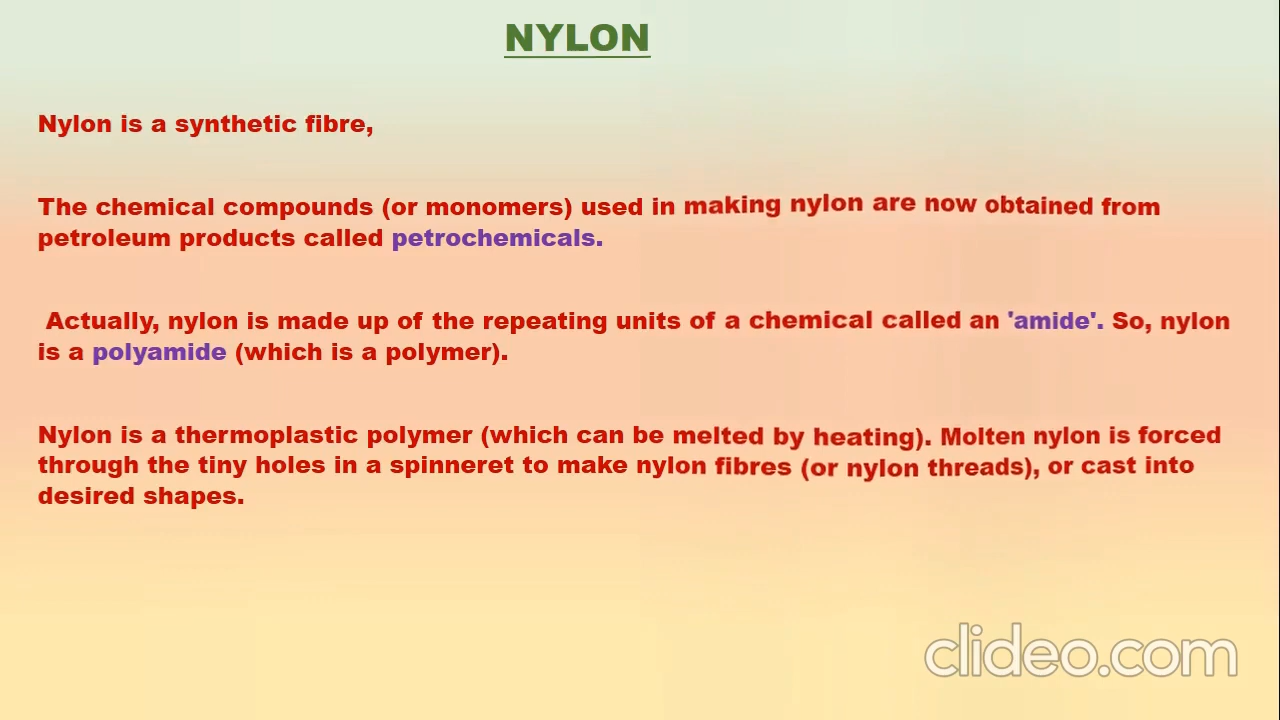 NYLON
Nylon is a synthetic fibre,
The chemical compounds (or monomers) used in making nylon are now obtained from
petroleum products called petrochemicals.
Actually, nylon is made up of the repeating units of a chemical called an 'amide'. So, nylon
is a polyamide (which is a polymer).
Nylon is a thermoplastic polymer (which can be melted by heating). Molten nylon is forced
through the tiny holes in a spinneret to make nylon fibres (or nylon threads), or cast into
desired shapes.
clideo.com